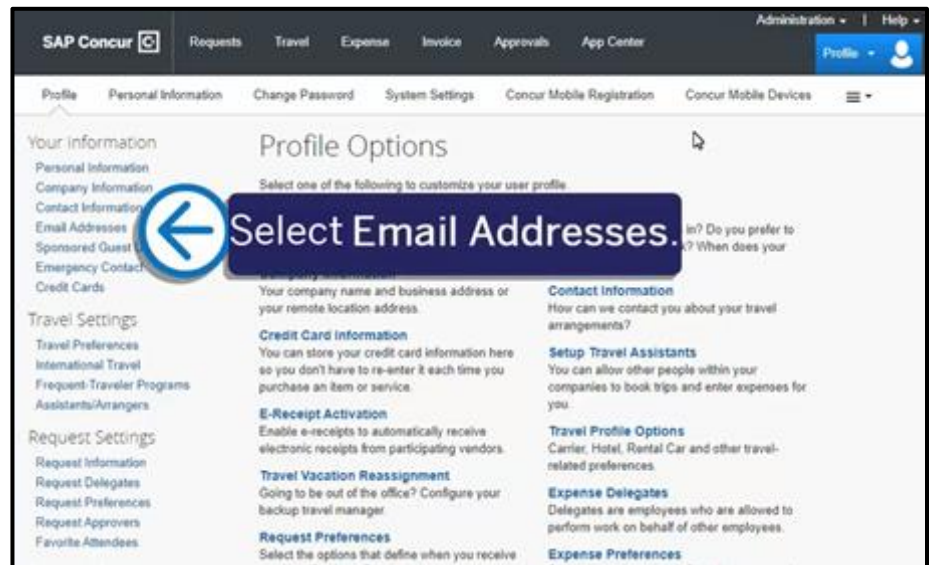 Administration | Help
SAP Concur C Requests Travel Expense Invoice Approvals App Center
Profile
Profile Personal Information Change Password System Settings Concur Mobile Registration Concur Mobile Devices
Your Information
Personal Information
Company Information
Contact Information
Email Addresses
Sponsored Guest
Emergency Contact
Credit Cards
Travel Settings
Travel Preferences
International Travel
Frequent-Traveler Programs
Assistants/Arrangers
Request Settings
Request Information
Request Delegates
Request Preferences
Request Approvers
Favorite Attendees
Profile Options
Select one of the following to customize your user profile.
Select Email Addresses.
in? Do you prefer to
? When does your
Your company name and business address or
your remote location address.
Credit Card Information
You can store your credit card information here
so you don't have to re-enter it each time you
purchase an item or service.
E-Receipt Activation
Enable e-receipts to automatically receive
electronic receipts from participating vendors.
Travel Vacation Reassignment
Going to be out of the office? Configure your
backup travel manager.
Request Preferences
Select the options that define when you receive
Contact Information
How can we contact you about your travel
arrangements?
Setup Travel Assistants
You can allow other people within your
companies to book trips and enter expenses for
you.
Travel Profile Options
Carrier, Hotel, Rental Car and other travel-
related preferences.
Expense Delegates
Delegates are employees who are allowed to
perform work on behalf of other employees.
Expense Preferences